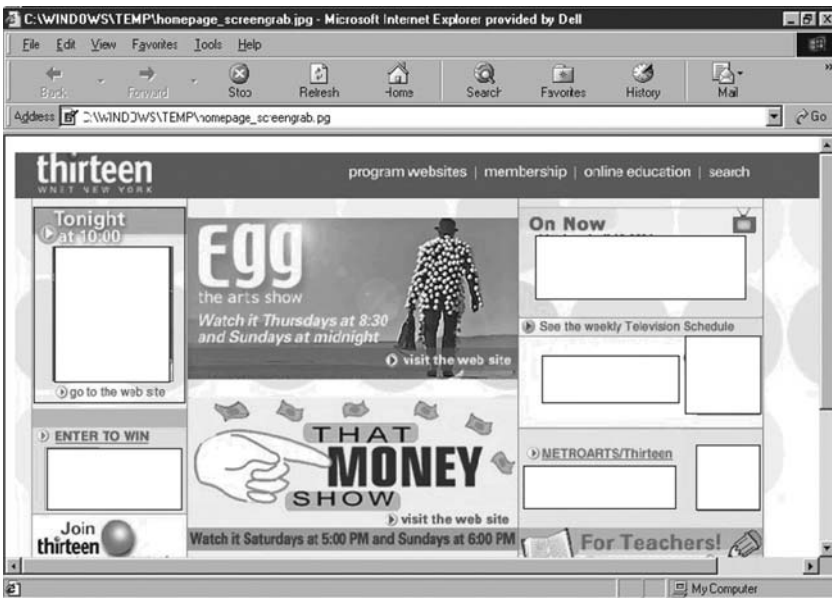 C:\WINDOWS\TEMP\homepage_screengrab.jpg - Microsoft Internet Explorer provided by Dell
File Edit View Favorites Tools Help
Back Forward Stop Refresh Home Search Favorites History Mail
Address C:\WINDOWS\TEMP\homepage_screengrab.jpg Go
thirteen
WNET NEW YORK
program websites | membership | online education | search
Tonight
at 10:00
go to the web site
ENTER TO WIN
Join
thirteen
Egg
the arts show
Watch it Thursdays at 8:30
and Sundays at midnight
visit the web site
THAT
MONEY
SHOW
visit the web site
Watch it Saturdays at 5:00 PM and Sundays at 6:00 PM
On Now
See the weekly Television Schedule
METROARTS/Thirteen
For Teachers!
My Computer